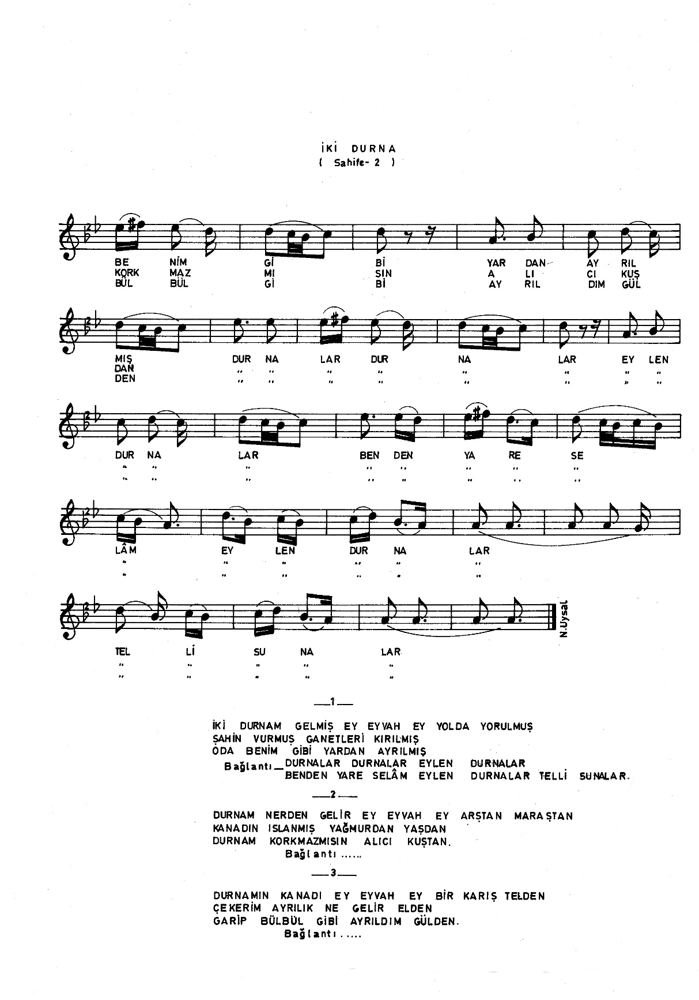 İKİ DURNA
( Sahife- 2 )
BE NİM Gİ Bİ YAR DAN AY RIL
KORK MAZ MI SIN A LI CI KUŞ
BÜL BÜL Gİ Bİ AY RIL DIM GÜL
MIŞ DUR NA LAR DUR NA LAR EY LEN
DAN " " " " " " " "
DEN " " " " " " " "
DUR NA LAR BEN DEN YA RE SE
" " " " " " " "
" " " " " " " "
LÂM EY LEN DUR NA LAR
" " " " " "
" " " " " "
N.Uysal
TEL Lİ SU NA LAR
" " " " "
" " " " "
1
İKİ DURNAM GELMİŞ EY EYVAH EY YOLDA YORULMUŞ
ŞAHİN VURMUŞ GANETLERİ KIRILMIŞ
ODA BENİM GİBİ YARDAN AYRILMIŞ
Bağlantı — DURNALAR DURNALAR EYLEN DURNALAR
BENDEN YARE SELÂM EYLEN DURNALAR TELLİ SUNALAR.
2
DURNAM NERDEN GELİR EY EYVAH EY ARŞTAN MARAŞTAN
KANADIN ISLANMIŞ YAĞMURDAN YAŞDAN
DURNAM KORKMAZMISIN ALICI KUŞTAN.
Bağlantı ......
3
DURNAMIN KANADI EY EYVAH EY BİR KARIŞ TELDEN
ÇEKERİM AYRILIK NE GELİR ELDEN
GARİP BÜLBÜL GİBİ AYRILDIM GÜLDEN.
Bağlantı .....